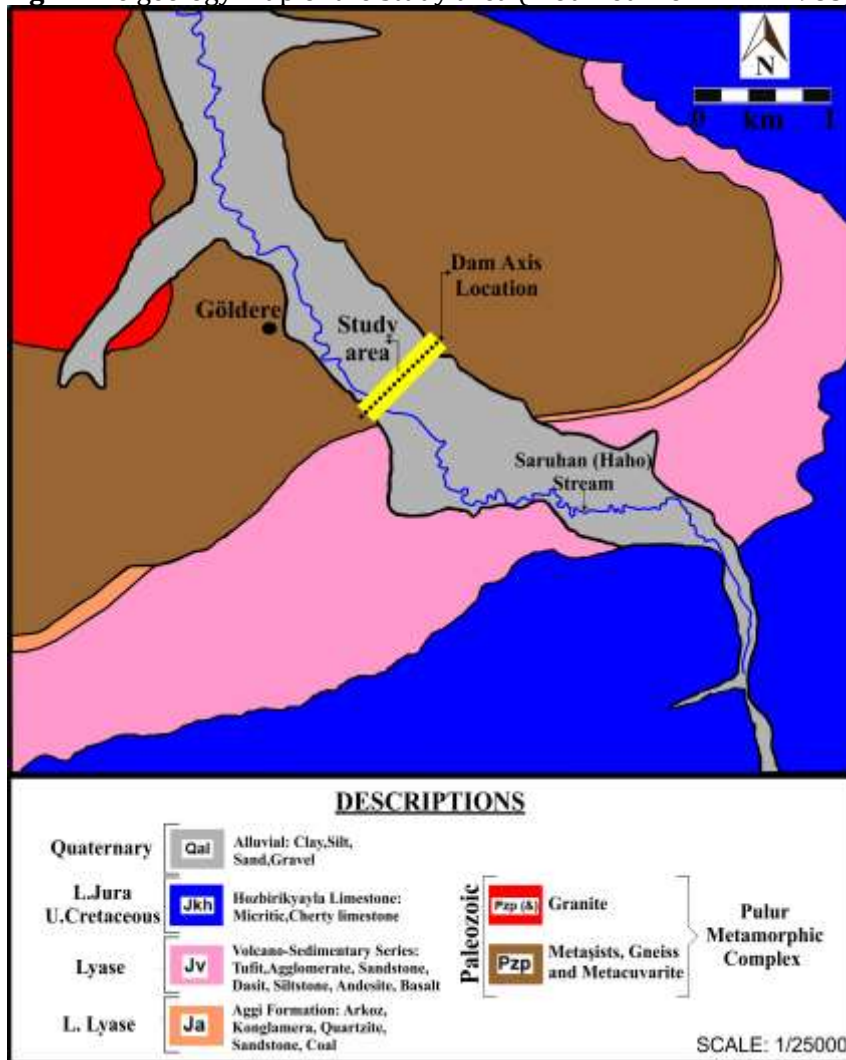 N
0 km 1
Dam Axis
Location
Göldere
Study
area
Saruhan (Haho)
Stream
DESCRIPTIONS
Quaternary
Qal
Alluvial: Clay,Silt,
Sand,Gravel
L.Jura
U.Cretaceous
Jkh
Hozbirikyayla Limestone:
Micritic,Cherty limestone
Lyase
Jv
Volcano-Sedimentary Series:
Tufit,Agglomerate, Sandstone,
Dasit, Siltstone, Andesite, Basalt
L. Lyase
Ja
Aggi Formation: Arkoz,
Konglamera, Quartzite,
Sandstone, Coal
Paleozoic
Pzp (&)
Granite
Pzp
Metaşists, Gneiss
and Metacuvarite
Pulur
Metamorphic
Complex
SCALE: 1/25000